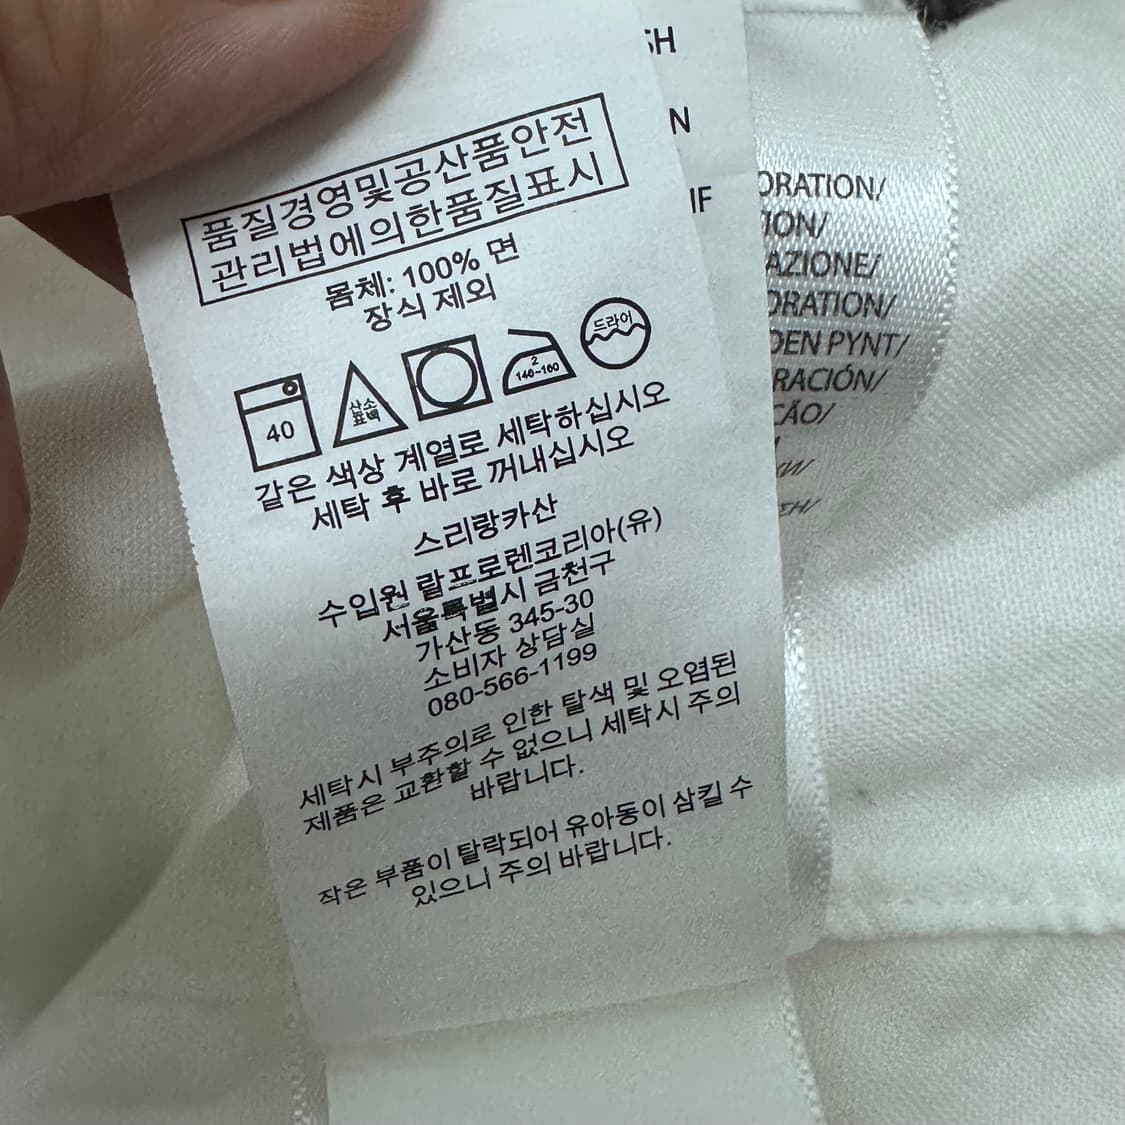 품질경영및공산품안전
관리법에의한품질표시
몸체: 100% 면
장식 제외
40
산소
표백
2
140~160
드라이
같은 색상 계열로 세탁하십시오
세탁 후 바로 꺼내십시오
스리랑카산
수입원 랄프로렌코리아(유)
서울특별시 금천구
가산동 345-30
소비자 상담실
080-566-1199
세탁시 부주의로 인한 탈색 및 오염된
제품은 교환할 수 없으니 세탁시 주의
바랍니다.
작은 부품이 탈락되어 유아동이 삼킬 수
있으니 주의 바랍니다.
SH
N
IF
ORATION/
ION/
AZIONE/
ORATION/
DEN PYNT/
RACIÓN/
ÇÃO/